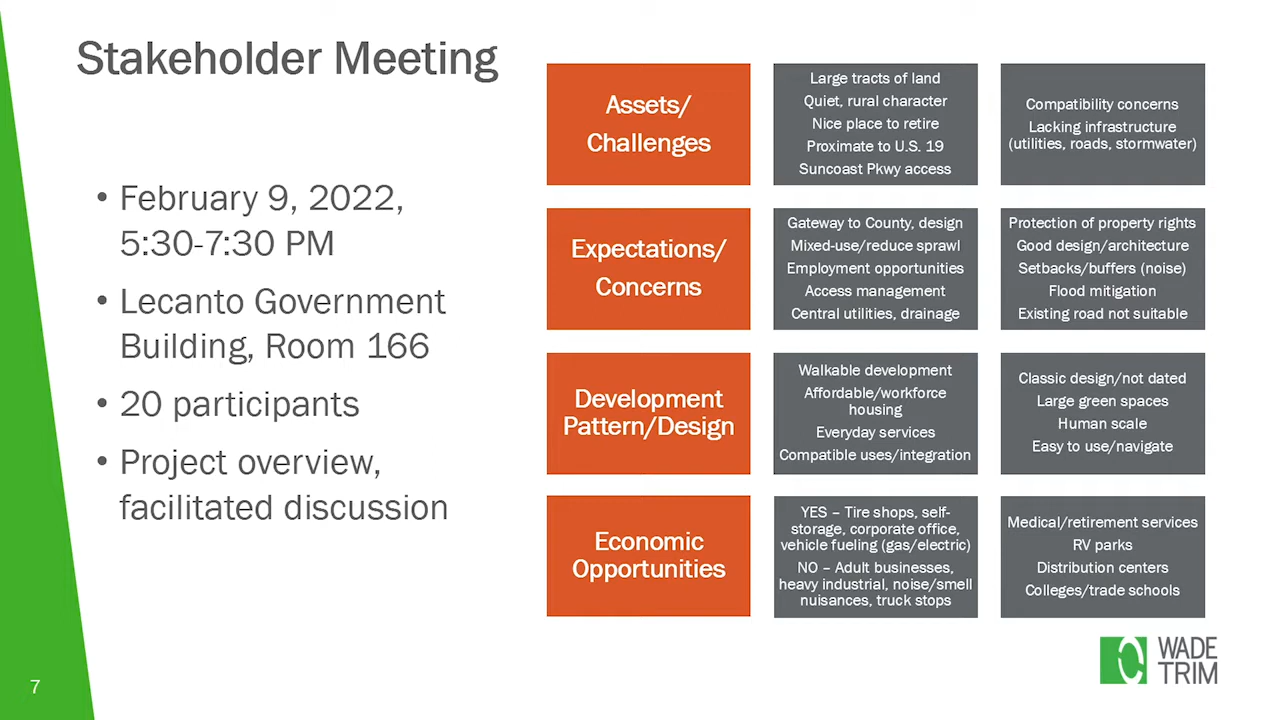 Stakeholder Meeting
• February 9, 2022,
5:30-7:30 PM
• Lecanto Government
Building, Room 166
• 20 participants
• Project overview,
facilitated discussion
Assets/
Challenges
Large tracts of land
Quiet, rural character
Nice place to retire
Proximate to U.S. 19
Suncoast Pkwy access
Compatibility concerns
Lacking infrastructure
(utilities, roads, stormwater)
Expectations/
Concerns
Gateway to County, design
Mixed-use/reduce sprawl
Employment opportunities
Access management
Central utilities, drainage
Protection of property rights
Good design/architecture
Setbacks/buffers (noise)
Flood mitigation
Existing road not suitable
Development
Pattern/Design
Walkable development
Affordable/workforce
housing
Everyday services
Compatible uses/integration
Classic design/not dated
Large green spaces
Human scale
Easy to use/navigate
Economic
Opportunities
YES – Tire shops, self-
storage, corporate office,
vehicle fueling (gas/electric)
NO – Adult businesses,
heavy industrial, noise/smell
nuisances, truck stops
Medical/retirement services
RV parks
Distribution centers
Colleges/trade schools
7
WADE
TRIM